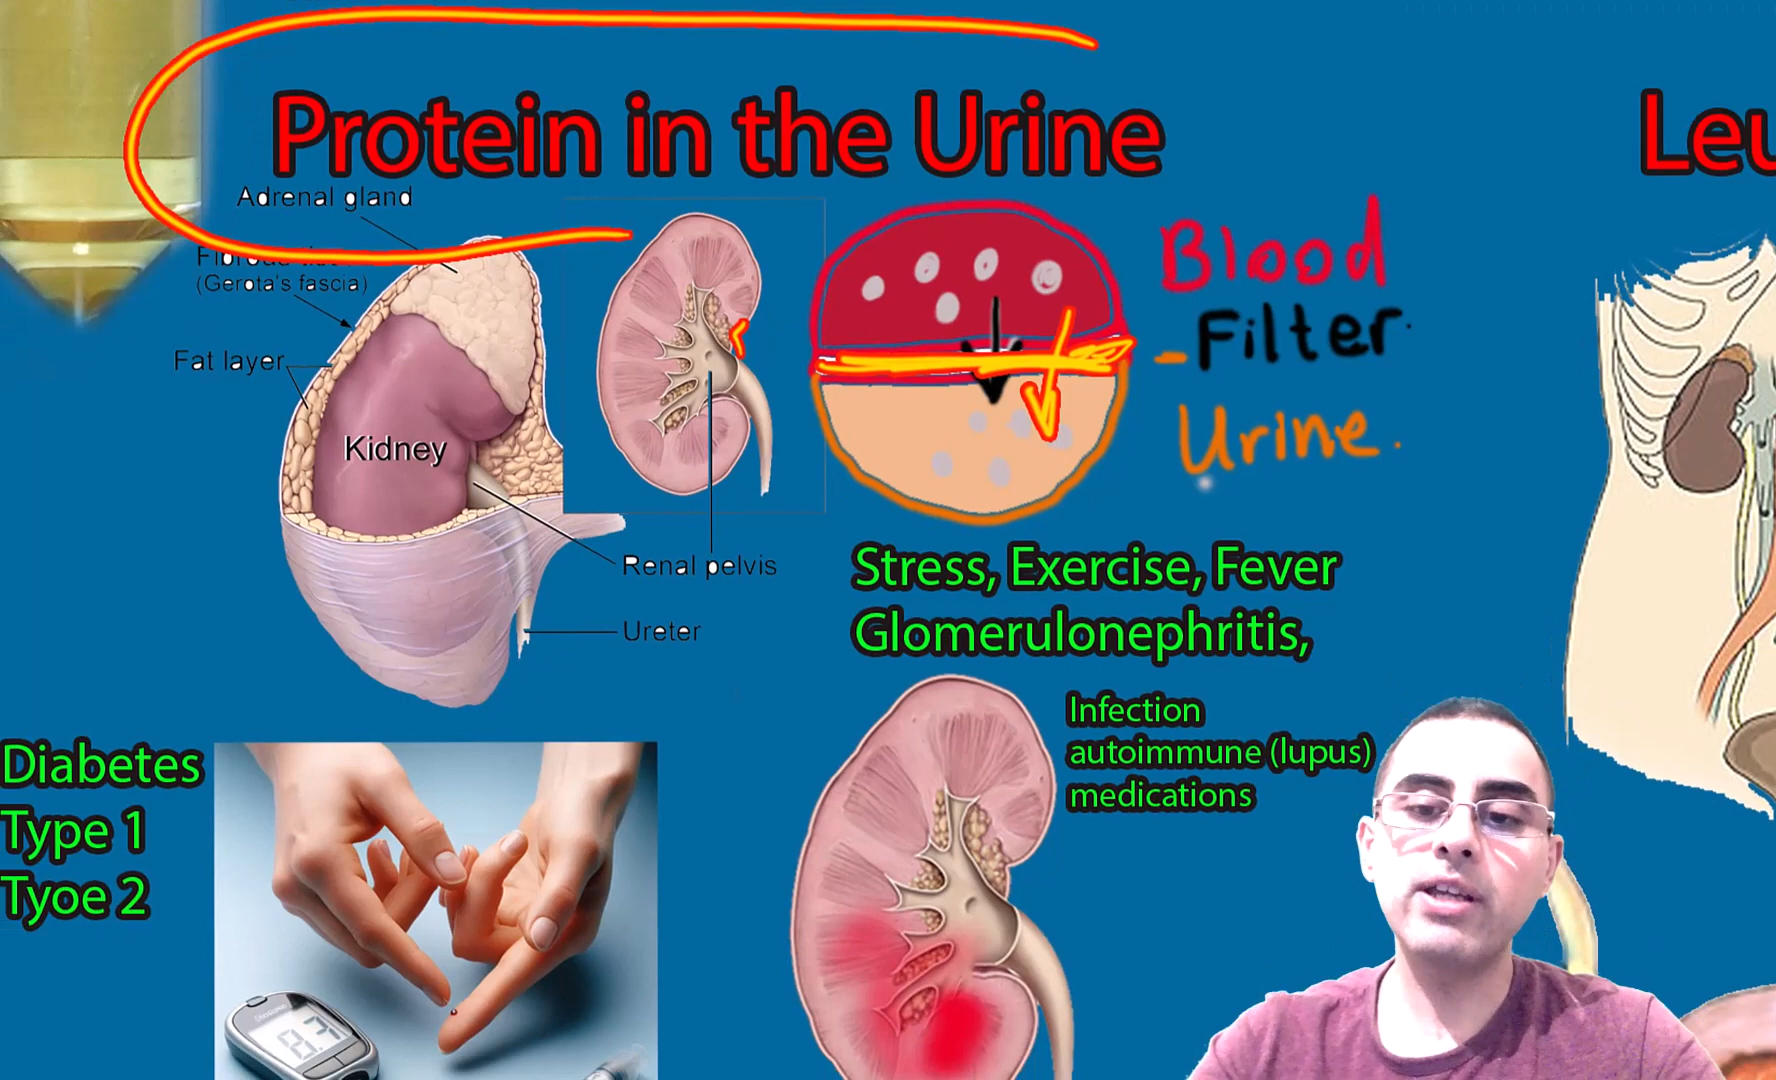 Protein in the Urine
Leu
Adrenal gland
(Gerota's fascia)
Fat layer
Kidney
Renal pelvis
Ureter
Blood
-Filter.
Urine.
Stress, Exercise, Fever
Glomerulonephritis,
Infection
autoimmune (lupus)
medications
Diabetes
Type 1
Tyoe 2